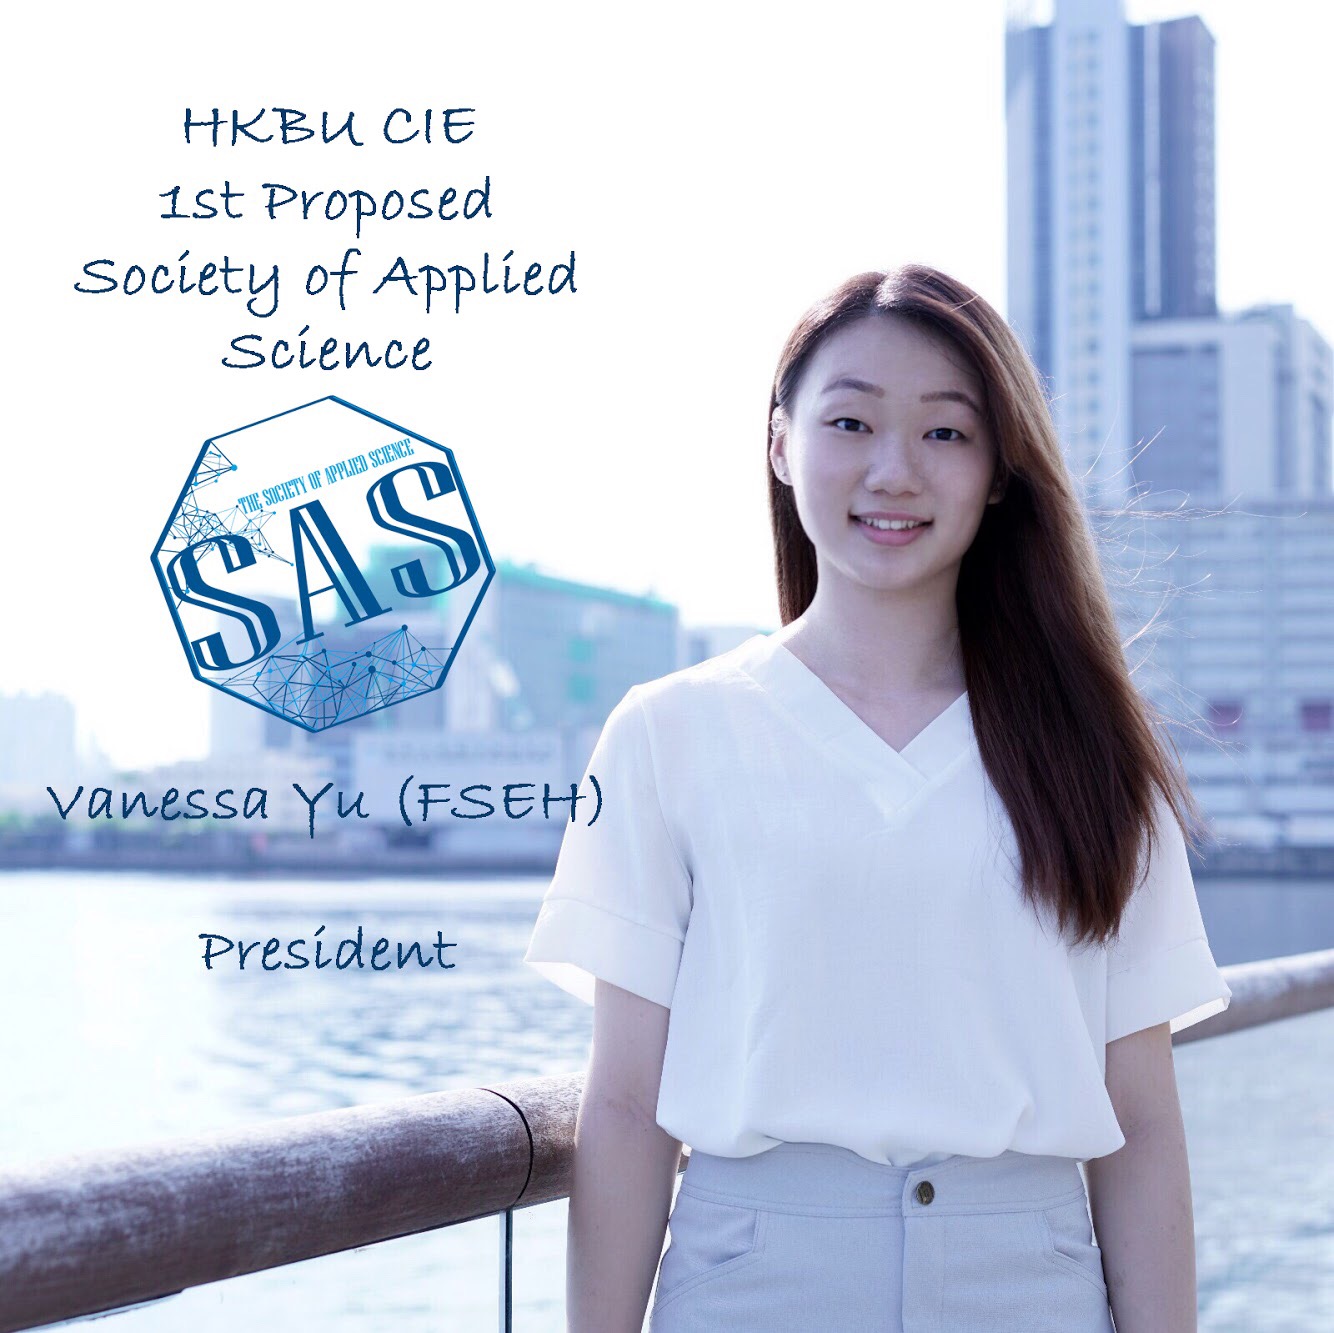 HKBU CIE
1st Proposed
Society of Applied
Science
THE SOCIETY OF APPLIED SCIENCE
SAS
Vanessa Yu (FSEH)
President